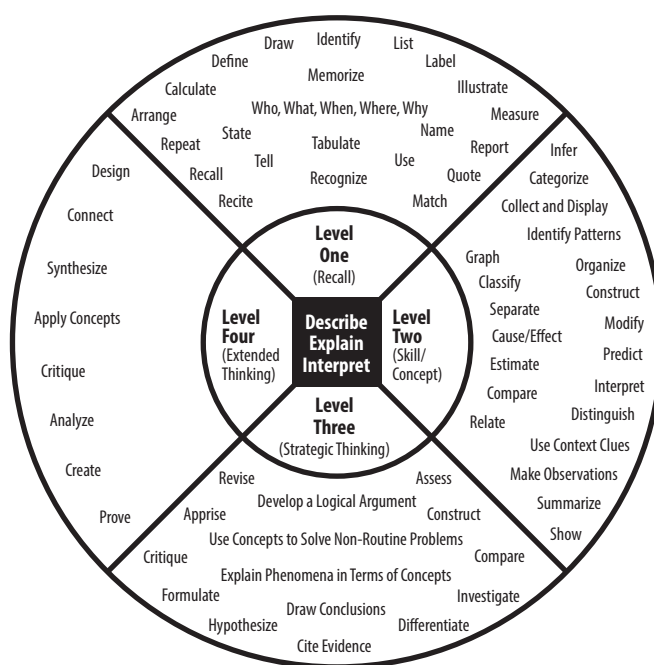 Draw
Identify
List
Define
Label
Memorize
Calculate
Illustrate
Arrange
Who, What, When, Where, Why
Measure
State
Name
Repeat
Tabulate
Report
Tell
Use
Recall
Recognize
Quote
Recite
Match
Level
One
(Recall)
Infer
Categorize
Collect and Display
Identify Patterns
Graph
Organize
Classify
Construct
Separate
Modify
Cause/Effect
Predict
Estimate
Interpret
Compare
Distinguish
Relate
Use Context Clues
Make Observations
Summarize
Show
Level
Two
(Skill/
Concept)
Describe
Explain
Interpret
Level
Three
(Strategic Thinking)
Revise
Assess
Develop a Logical Argument
Apprise
Construct
Use Concepts to Solve Non-Routine Problems
Critique
Compare
Explain Phenomena in Terms of Concepts
Formulate
Investigate
Draw Conclusions
Hypothesize
Differentiate
Cite Evidence
Level
Four
(Extended
Thinking)
Design
Connect
Synthesize
Apply Concepts
Critique
Analyze
Create
Prove